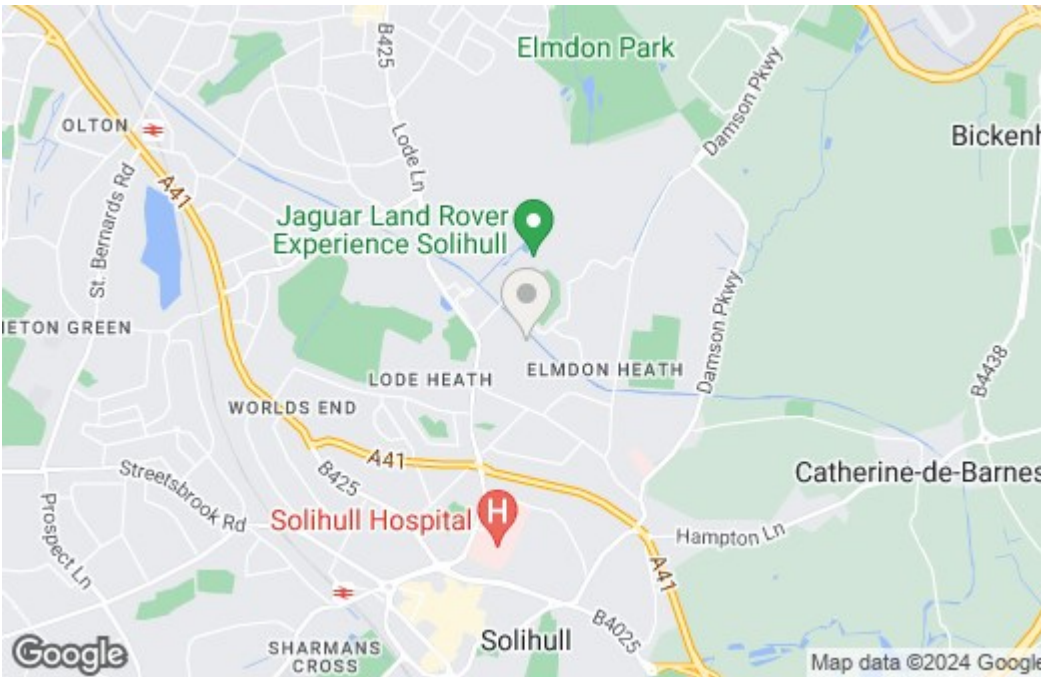 B425
Elmdon Park
OLTON
Lode Ln
Damson Pkwy
Bickenh
A41
St. Bernards Rd
Jaguar Land Rover
Experience Solihull
IETON GREEN
Damson Pkwy
LODE HEATH
ELMDON HEATH
B4438
WORLDS END
A41
B425
Streetsbrook Rd
Catherine-de-Barnes
Prospect Ln
Solihull Hospital
H
Hampton Ln
A41
B4025
SHARMANS
CROSS
Solihull
Google
Map data ©2024 Google